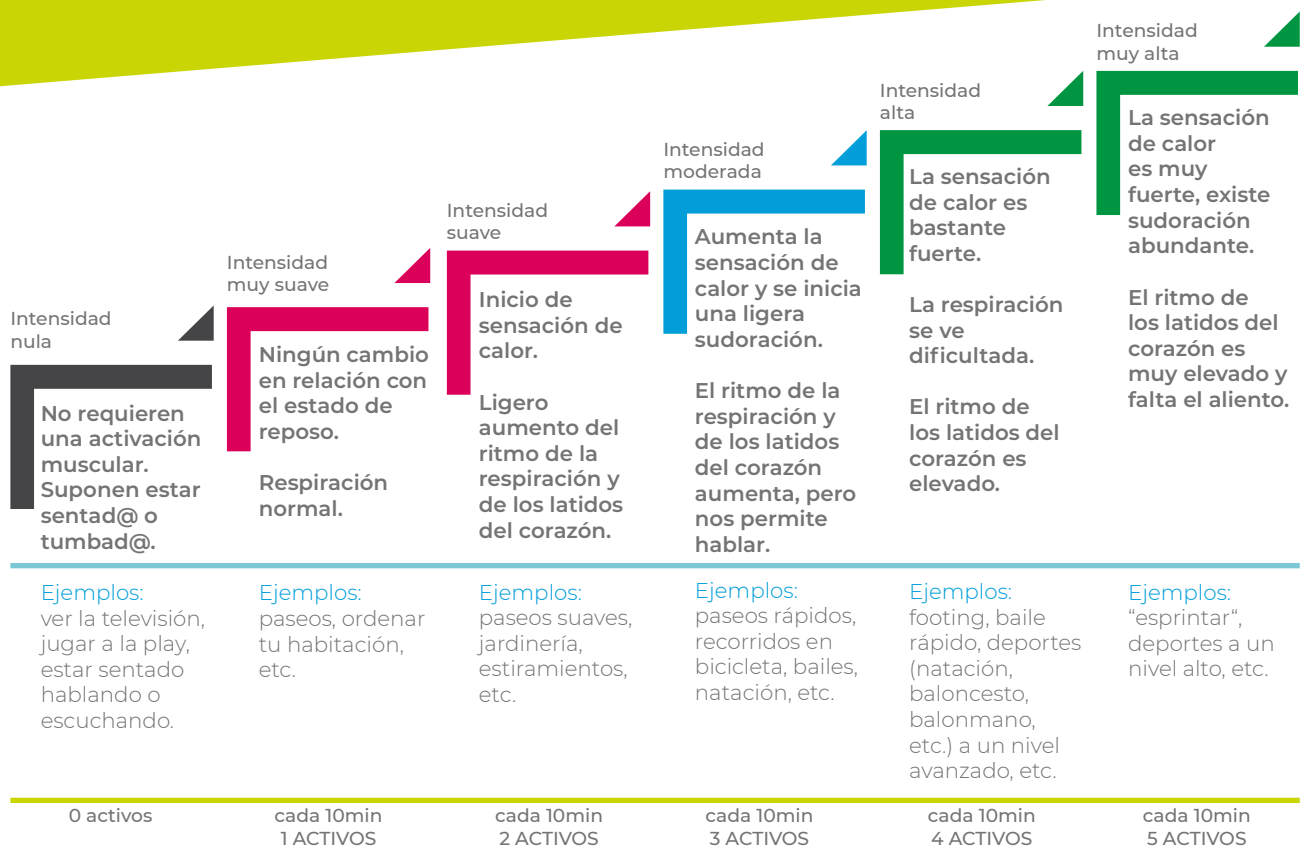 Intensidad
nula
No requieren
una activación
muscular.
Suponen estar
sentad@ o
tumbad@.
Ejemplos:
ver la televisión,
jugar a la play,
estar sentado
hablando o
escuchando.
0 activos
Intensidad
muy suave
Ningún cambio
en relación con
el estado de
reposo.
Respiración
normal.
Ejemplos:
paseos, ordenar
tu habitación,
etc.
cada 10min
1 ACTIVOS
Intensidad
suave
Inicio de
sensación de
calor.
Ligero
aumento del
ritmo de la
respiración y
de los latidos
del corazón.
Ejemplos:
paseos suaves,
jardinería,
estiramientos,
etc.
cada 10min
2 ACTIVOS
Intensidad
moderada
Aumenta la
sensación de
calor y se inicia
una ligera
sudoración.
El ritmo de la
respiración y
de los latidos
del corazón
aumenta, pero
nos permite
hablar.
Ejemplos:
paseos rápidos,
recorridos en
bicicleta, bailes,
natación, etc.
cada 10min
3 ACTIVOS
Intensidad
alta
La sensación
de calor es
bastante
fuerte.
La respiración
se ve
dificultada.
El ritmo de
los latidos del
corazón es
elevado.
Ejemplos:
footing, baile
rápido, deportes
(natación,
baloncesto,
balonmano,
etc.) a un nivel
avanzado, etc.
cada 10min
4 ACTIVOS
Intensidad
muy alta
La sensación
de calor
es muy
fuerte, existe
sudoración
abundante.
El ritmo de
los latidos del
corazón es
muy elevado y
falta el aliento.
Ejemplos:
“esprintar“,
deportes a un
nivel alto, etc.
cada 10min
5 ACTIVOS